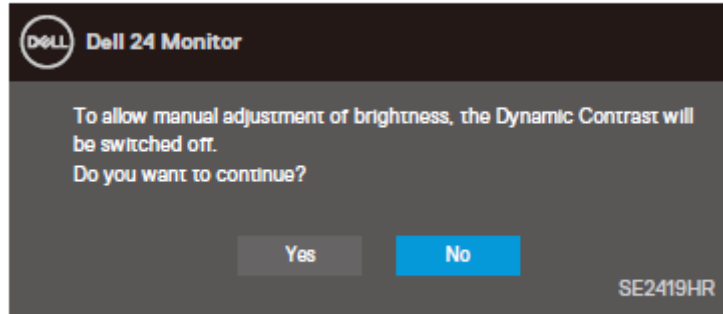 DELL Dell 24 Monitor
To allow manual adjustment of brightness, the Dynamic Contrast will
be switched off.
Do you want to continue?
Yes No
SE2419HR